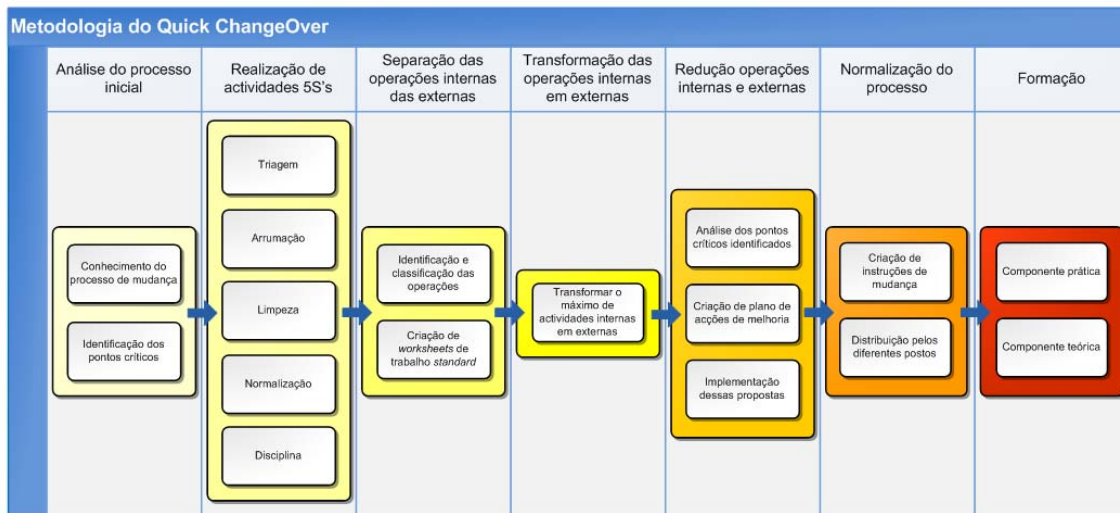 Metodologia do Quick ChangeOver
Análise do processo
inicial
Realização de
actividades 5S's
Separação das
operações internas
das externas
Transformação das
operações internas
em externas
Redução operações
internas e externas
Normalização do
processo
Formação
Conhecimento do
processo de mudança
Identificação dos
pontos críticos
Triagem
Arrumação
Limpeza
Normalização
Disciplina
Identificação e
classificação das
operações
Criação de
worksheets de
trabalho standard
Transformar o
máximo de
actividades internas
em externas
Análise dos pontos
críticos identificados
Criação de plano de
acções de melhoria
Implementação
dessas propostas
Criação de
instruções de
mudança
Distribuição pelos
diferentes postos
Componente prática
Componente teórica